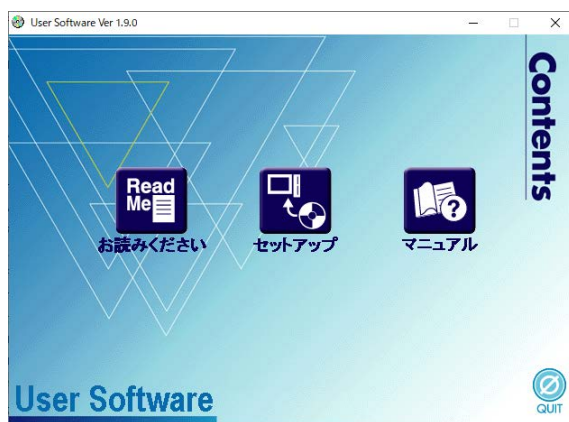 User Software Ver 1.9.0
Contents
Read
Me
お読みください
セットアップ
マニュアル
User Software
QUIT